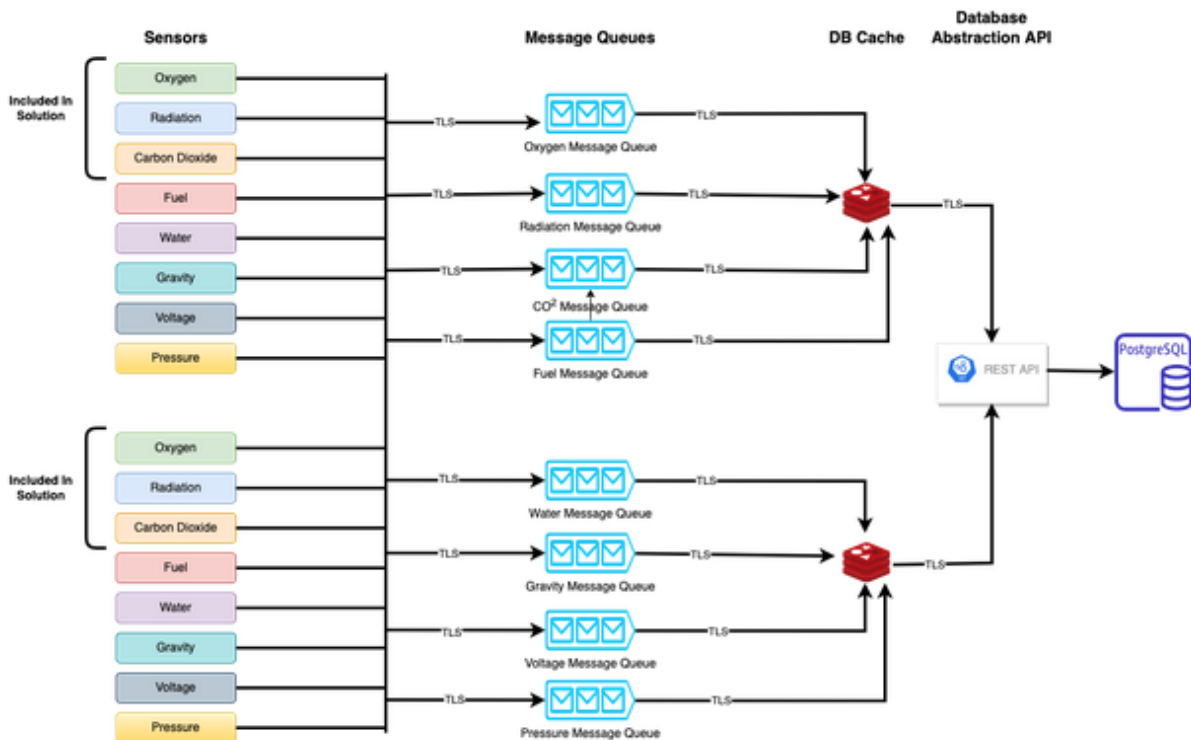 Sensors
Message Queues
DB Cache
Database
Abstraction API
Included In
Solution
Oxygen
Radiation
Carbon Dioxide
Fuel
Water
Gravity
Voltage
Pressure
TLS
Oxygen Message Queue
TLS
TLS
Radiation Message Queue
TLS
TLS
CO² Message Queue
TLS
TLS
Fuel Message Queue
TLS
TLS
REST API
PostgreSQL
Included In
Solution
Oxygen
Radiation
Carbon Dioxide
Fuel
Water
Gravity
Voltage
Pressure
TLS
Water Message Queue
TLS
TLS
Gravity Message Queue
TLS
TLS
Voltage Message Queue
TLS
TLS
Pressure Message Queue
TLS
TLS